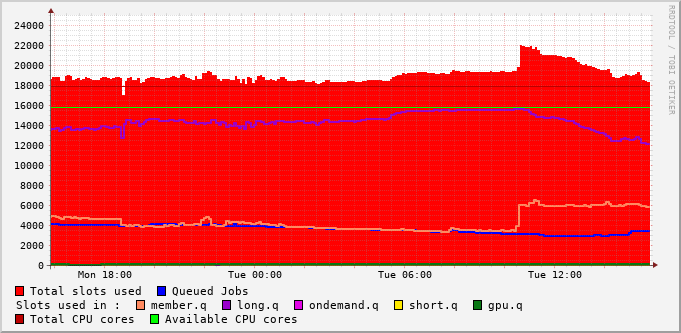 24000
22000
20000
18000
16000
14000
12000
10000
8000
6000
4000
2000
0
Mon 18:00 Tue 00:00 Tue 06:00 Tue 12:00
Total slots used Queued Jobs
Slots used in : member.q long.q ondemand.q short.q gpu.q
Total CPU cores Available CPU cores
RRDTOOL / TOBI OETIKER